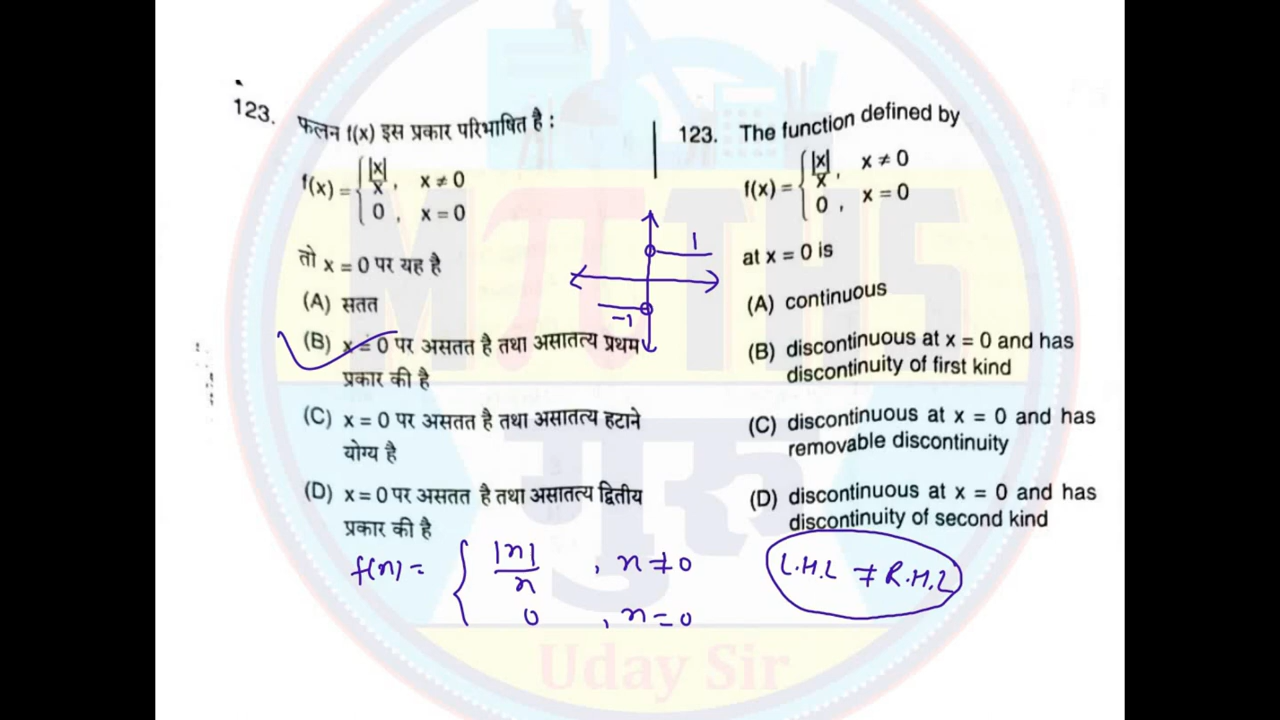 123. फलन f(x) इस प्रकार परिभाषित है :
f(x) = { |x|/x , x ≠ 0
0 , x = 0
तो x = 0 पर यह है
(A) सतत
(B) x = 0 पर असतत है तथा असातत्य प्रथम
प्रकार की है
(C) x = 0 पर असतत है तथा असातत्य हटाने
योग्य है
(D) x = 0 पर असतत है तथा असातत्य द्वितीय
प्रकार की है
1
-1
123. The function defined by
f(x) = { |x|/x , x ≠ 0
0 , x = 0
at x = 0 is
(A) continuous
(B) discontinuous at x = 0 and has
discontinuity of first kind
(C) discontinuous at x = 0 and has
removable discontinuity
(D) discontinuous at x = 0 and has
discontinuity of second kind
f(x) = { |x|/x , x ≠ 0
0 , x = 0
L.H.L ≠ R.H.L
MπTHS
गुरू
Uday Sir